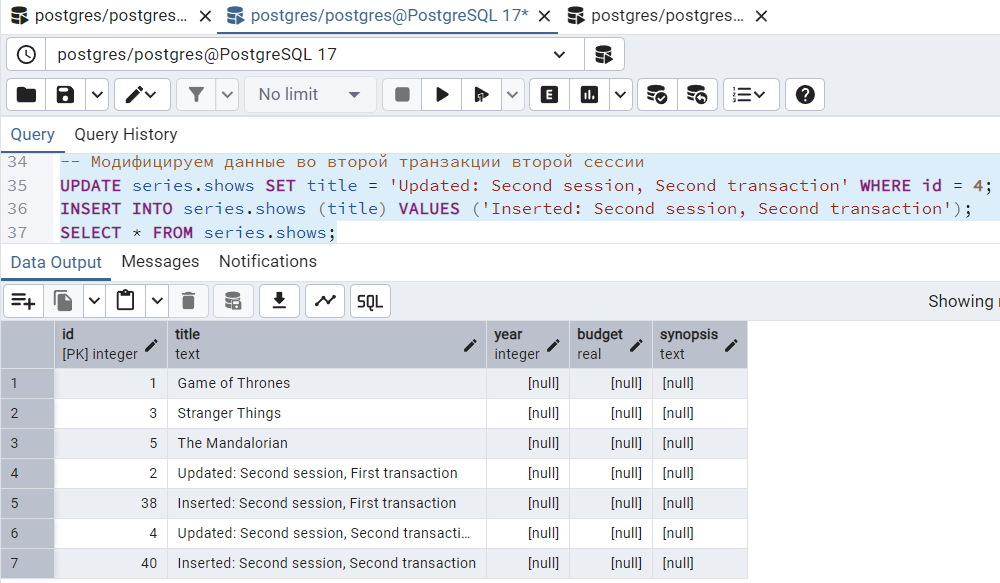 postgres/postgres... postgres/postgres@PostgreSQL 17* postgres/postgres...
postgres/postgres@PostgreSQL 17
No limit
Query Query History
34 -- Модифицируем данные во второй транзакции второй сессии
35 UPDATE series.shows SET title = 'Updated: Second session, Second transaction' WHERE id = 4;
36 INSERT INTO series.shows (title) VALUES ('Inserted: Second session, Second transaction');
37 SELECT * FROM series.shows;
Data Output Messages Notifications
SQL Showing
id title year budget synopsis
[PK] integer text integer real text
1 1 Game of Thrones [null] [null] [null]
2 3 Stranger Things [null] [null] [null]
3 5 The Mandalorian [null] [null] [null]
4 2 Updated: Second session, First transaction [null] [null] [null]
5 38 Inserted: Second session, First transaction [null] [null] [null]
6 4 Updated: Second session, Second transacti... [null] [null] [null]
7 40 Inserted: Second session, Second transaction [null] [null] [null]